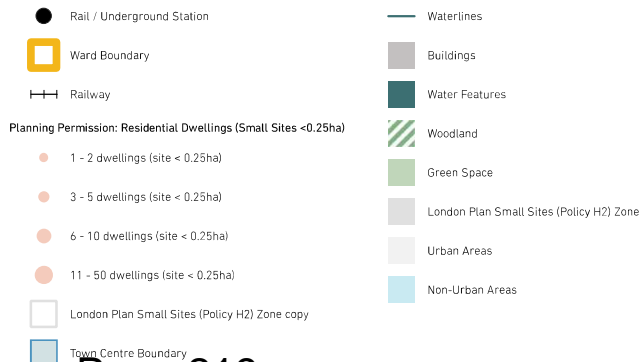 Rail / Underground Station
Ward Boundary
Railway
Planning Permission: Residential Dwellings (Small Sites <0.25ha)
1 - 2 dwellings (site < 0.25ha)
3 - 5 dwellings (site < 0.25ha)
6 - 10 dwellings (site < 0.25ha)
11 - 50 dwellings (site < 0.25ha)
London Plan Small Sites (Policy H2) Zone copy
Town Centre Boundary
Waterlines
Buildings
Water Features
Woodland
Green Space
London Plan Small Sites (Policy H2) Zone
Urban Areas
Non-Urban Areas